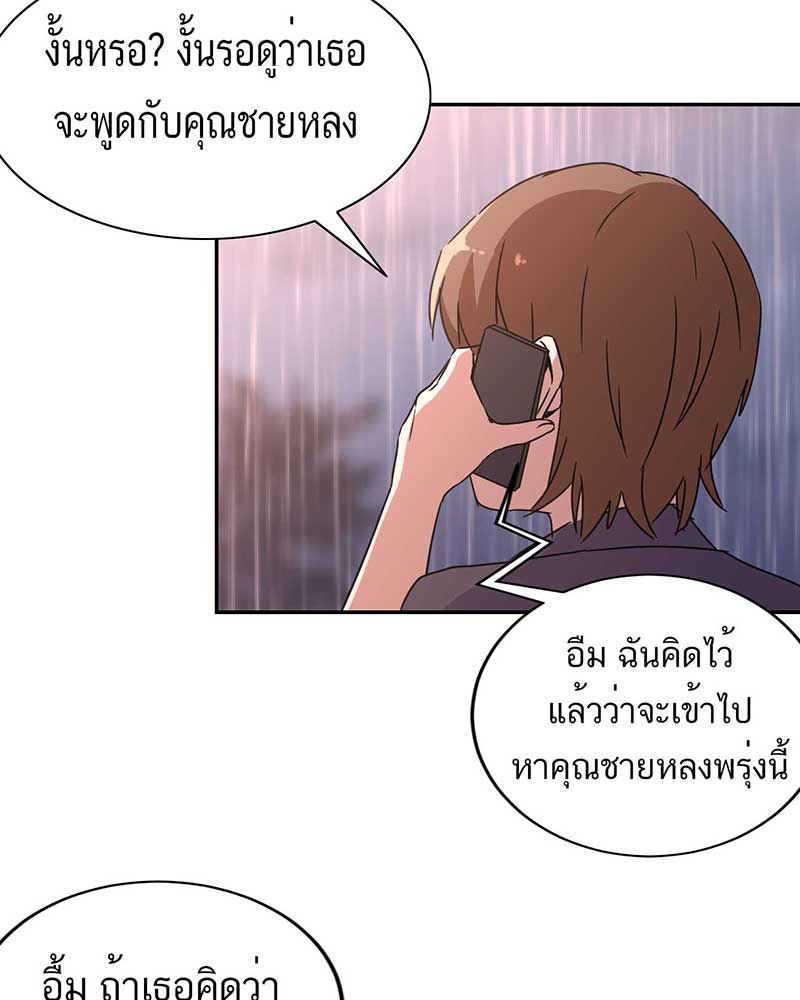 งั้นหรอ? งั้นรอดูว่าเธอ
จะพูดกับคุณชายหลง
อืม ฉันคิดไว้
แล้วว่าจะเข้าไป
หาคุณชายหลงพรุ่งนี้
อื้ม ถ้าเธอคิดว่า